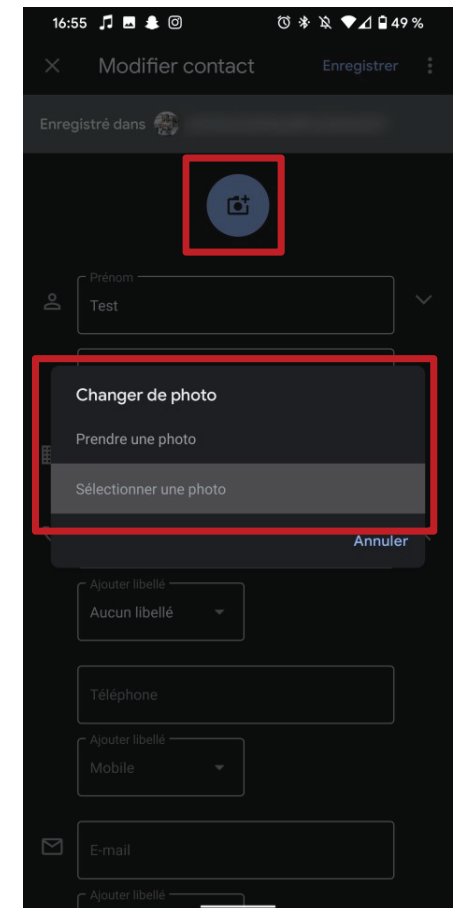 16:55 49 %
Modifier contact Enregistrer
Enregistré dans
Prénom
Test
Changer de photo
Prendre une photo
Sélectionner une photo
Annuler
Ajouter libellé
Aucun libellé
Téléphone
Ajouter libellé
Mobile
E-mail
Ajouter libellé